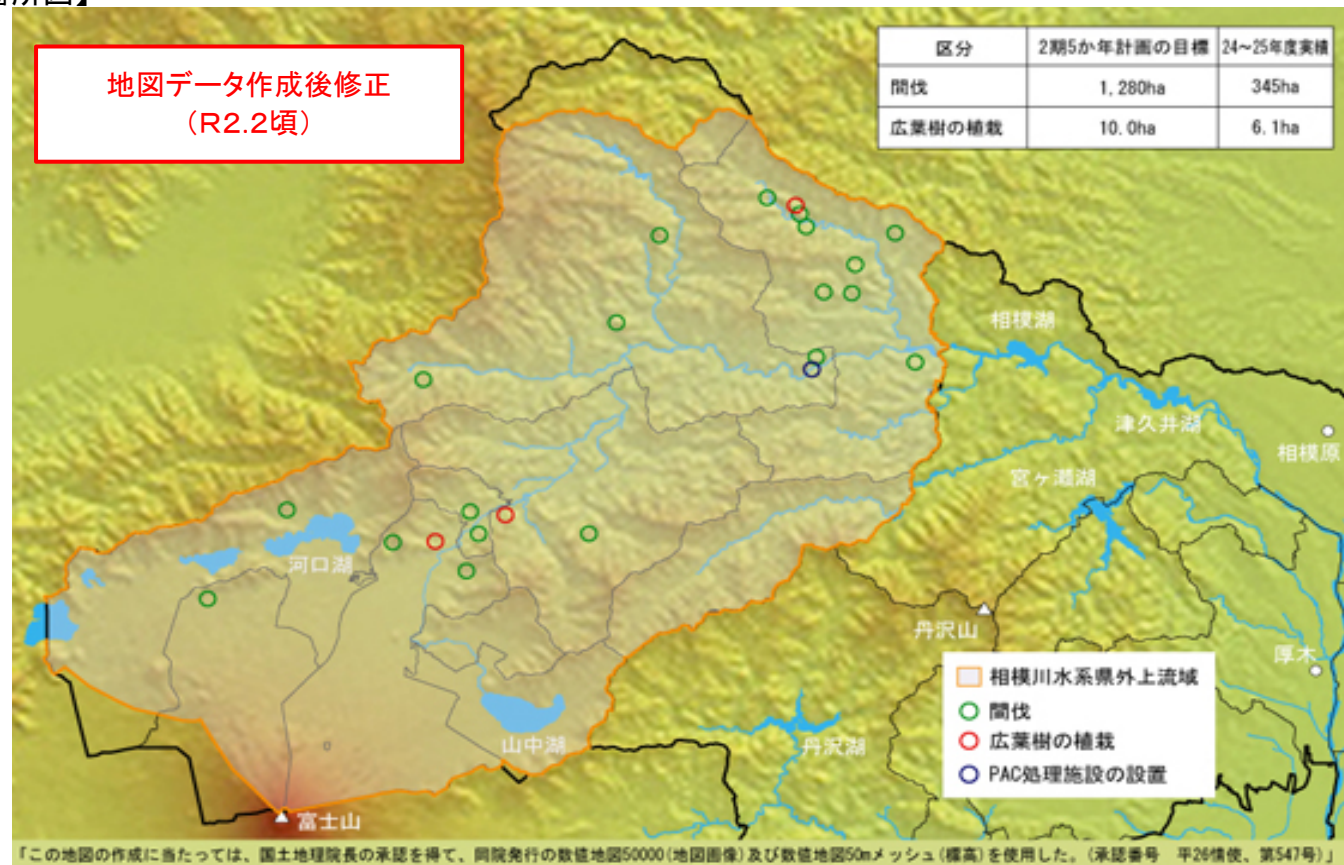 所図】
地図データ作成後修正
（R2.2頃）
区分 2期5か年計画の目標 24～25年度実績
間伐 1,280ha 345ha
広葉樹の植栽 10.0ha 6.1ha
相模湖
津久井湖
相模原
宮ヶ瀬湖
河口湖
丹沢山
厚木
山中湖
丹沢湖
富士山
相模川水系県外上流域
間伐
広葉樹の植栽
PAC処理施設の設置
「この地図の作成に当たっては、国土地理院長の承認を得て、同院発行の数値地図50000(地図画像)及び数値地図50mメッシュ(標高)を使用した。(承認番号 平26情使、第547号)」